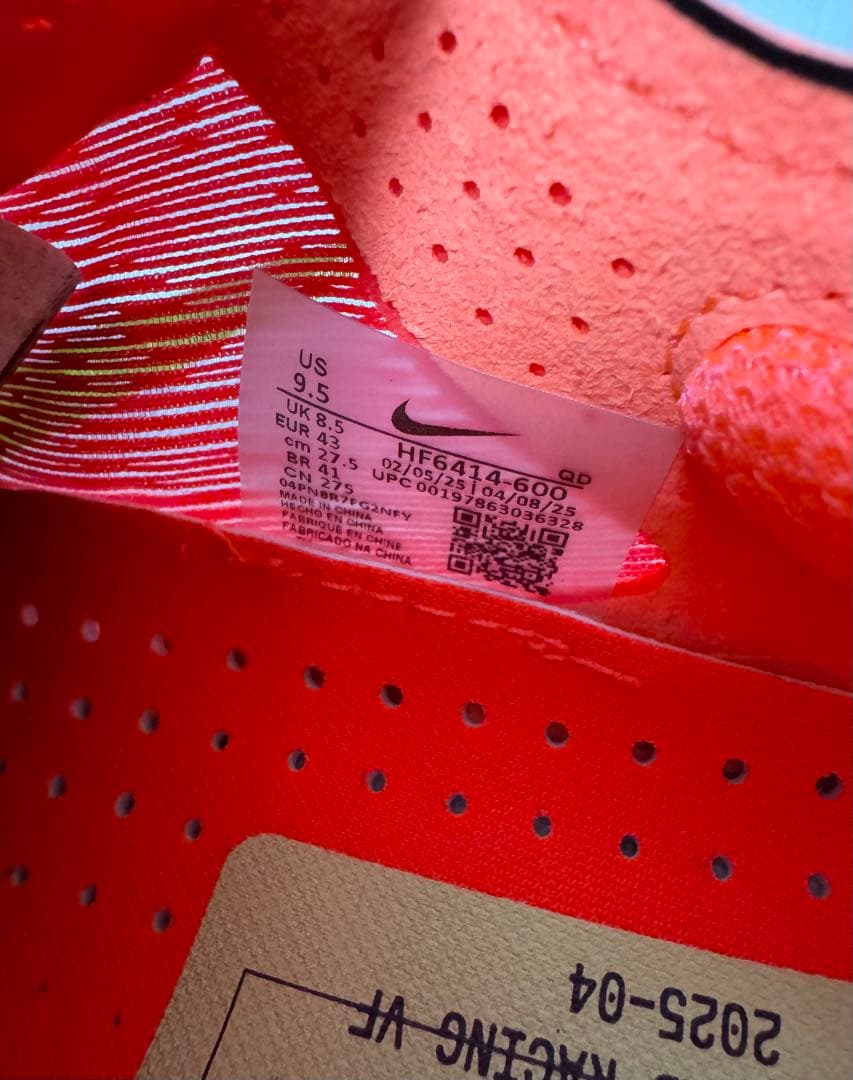 US
9.5
UK 8.5
EUR 43
cm 27.5
BR 41
CN 275
04PNBR7FG2NFY
MADE IN CHINA
HECHO EN CHINA
FABRIQUE EN CHINE
FABRICADO NA CHINA
QD
HF6414-600
02/05/25 | 04/08/25
UPC 00197863036328
2025-04
RACING VF